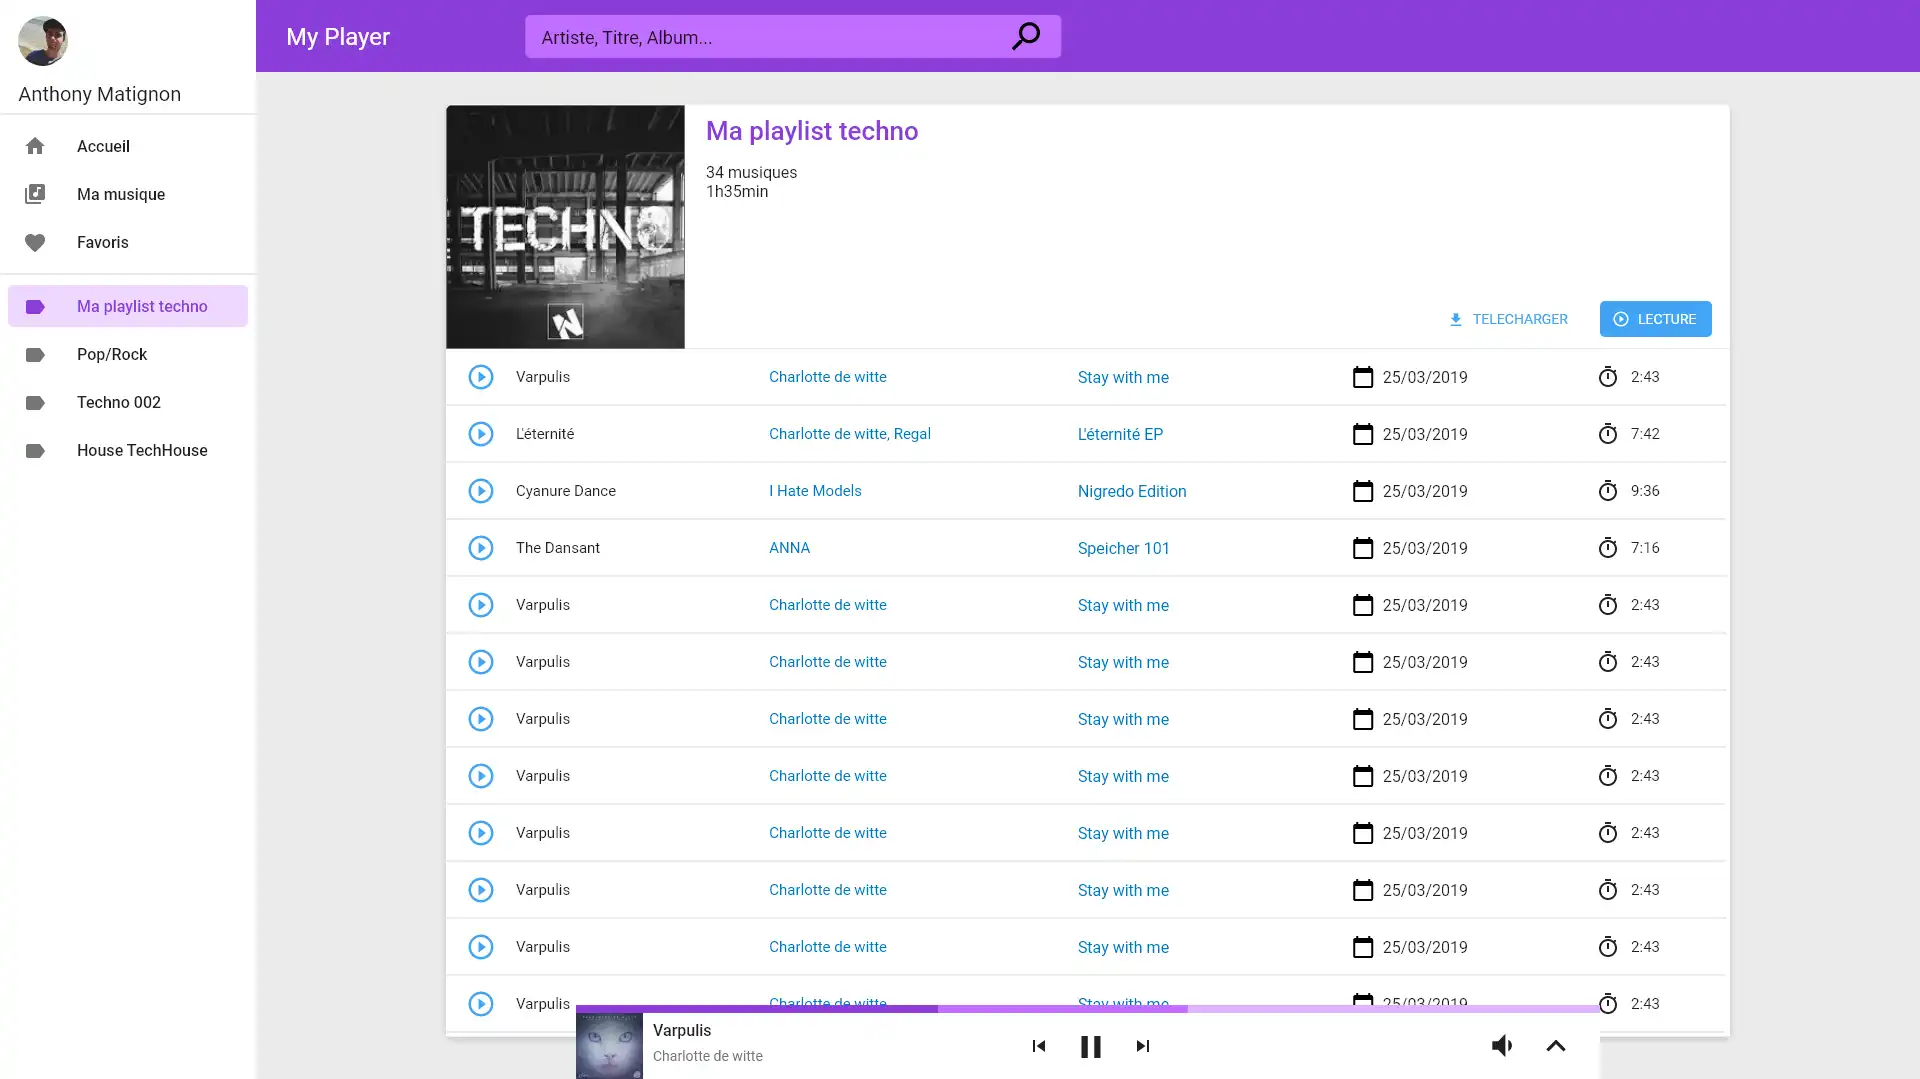 Anthony Matignon
Accueil
Ma musique
Favoris
Ma playlist techno
Pop/Rock
Techno 002
House TechHouse
My Player
Artiste, Titre, Album...
TECHNO
Ma playlist techno
34 musiques
1h35min
TELECHARGER
LECTURE
Varpulis Charlotte de witte Stay with me 25/03/2019 2:43
L'éternité Charlotte de witte, Regal L'éternité EP 25/03/2019 7:42
Cyanure Dance I Hate Models Nigredo Edition 25/03/2019 9:36
The Dansant ANNA Speicher 101 25/03/2019 7:16
Varpulis Charlotte de witte Stay with me 25/03/2019 2:43
Varpulis Charlotte de witte Stay with me 25/03/2019 2:43
Varpulis Charlotte de witte Stay with me 25/03/2019 2:43
Varpulis Charlotte de witte Stay with me 25/03/2019 2:43
Varpulis Charlotte de witte Stay with me 25/03/2019 2:43
Varpulis Charlotte de witte Stay with me 25/03/2019 2:43
Varpulis Charlotte de witte Stay with me 25/03/2019 2:43
Varpulis Charlotte de witte Stay with me 25/03/2019 2:43
Varpulis
Charlotte de witte